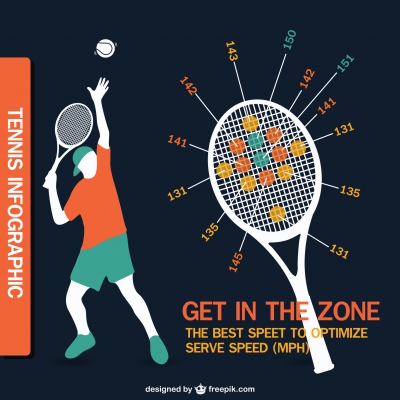 TENNIS INFOGRAPHIC
150
143
151
142
142
141
141
131
131
135
135
145
131
GET IN THE ZONE
THE BEST SPEET TO OPTIMIZE
SERVE SPEED (MPH)
designed by freepik.com